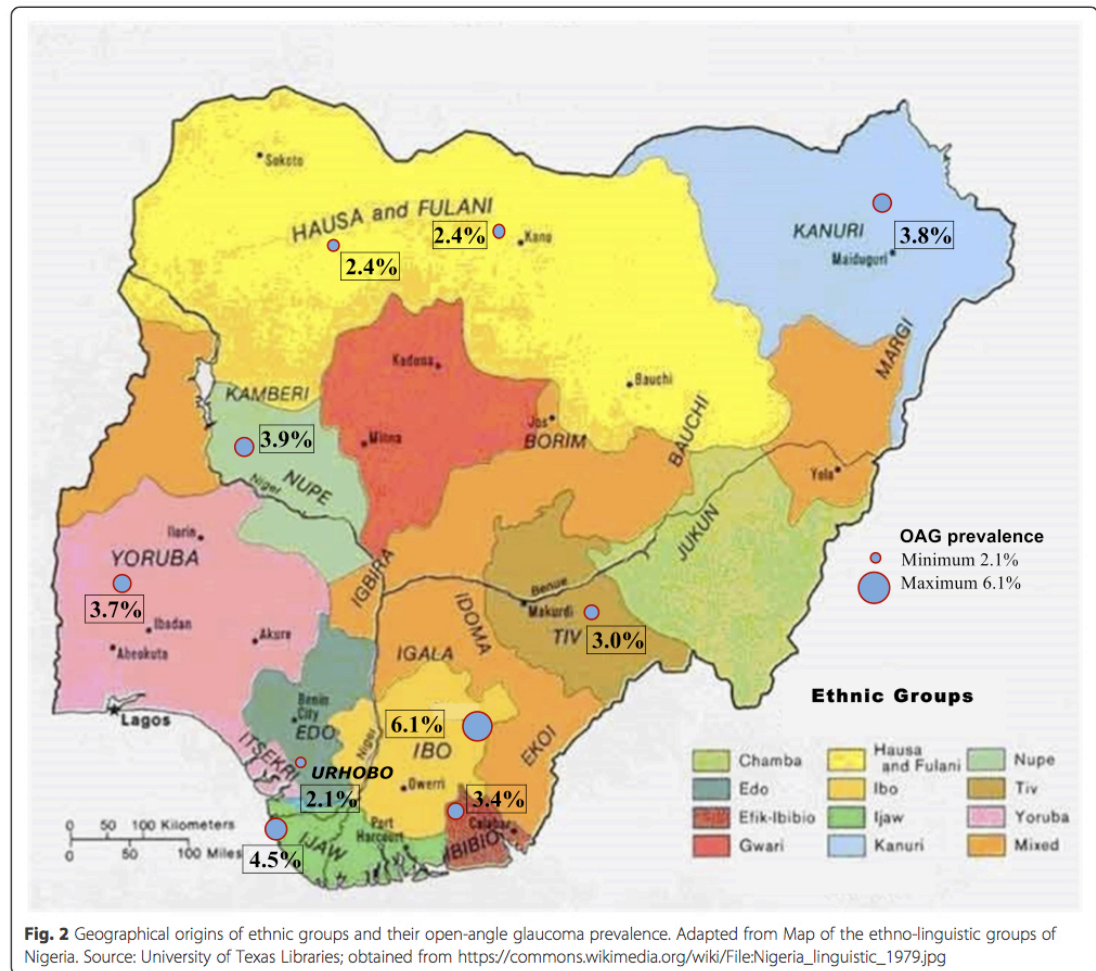 Sokoto
HAUSA and FULANI
2.4%
Kano
2.4%
KANURI
3.8%
Maiduguri
MARGI
Kaduna
Bauchi
KAMBERI
Jos
BORIM
BAUCHI
3.9%
Minna
NUPE
Niger
Yola
Ilorin
YORUBA
JUKUN
OAG prevalence
Minimum 2.1%
Maximum 6.1%
IGBIRA
Benue
3.7%
Ibadan
Makurdi
TIV
3.0%
IDOMA
Abeokuta
Akure
IGALA
Lagos
Benin
City
EDO
6.1%
IBO
Niger
EKOI
ITSEKRI
URHOBO
2.1%
Owerri
3.4%
Calabar
IBIBIO
Port
Harcourt
IJAW
4.5%
0 50 100 Kilometers
0 50 100 Miles
Ethnic Groups
Chamba
Edo
Efik-Ibibio
Gwari
Hausa
and Fulani
Ibo
Ijaw
Kanuri
Nupe
Tiv
Yoruba
Mixed
Fig. 2 Geographical origins of ethnic groups and their open-angle glaucoma prevalence. Adapted from Map of the ethno-linguistic groups of
Nigeria. Source: University of Texas Libraries; obtained from https://commons.wikimedia.org/wiki/File:Nigeria_linguistic_1979.jpg